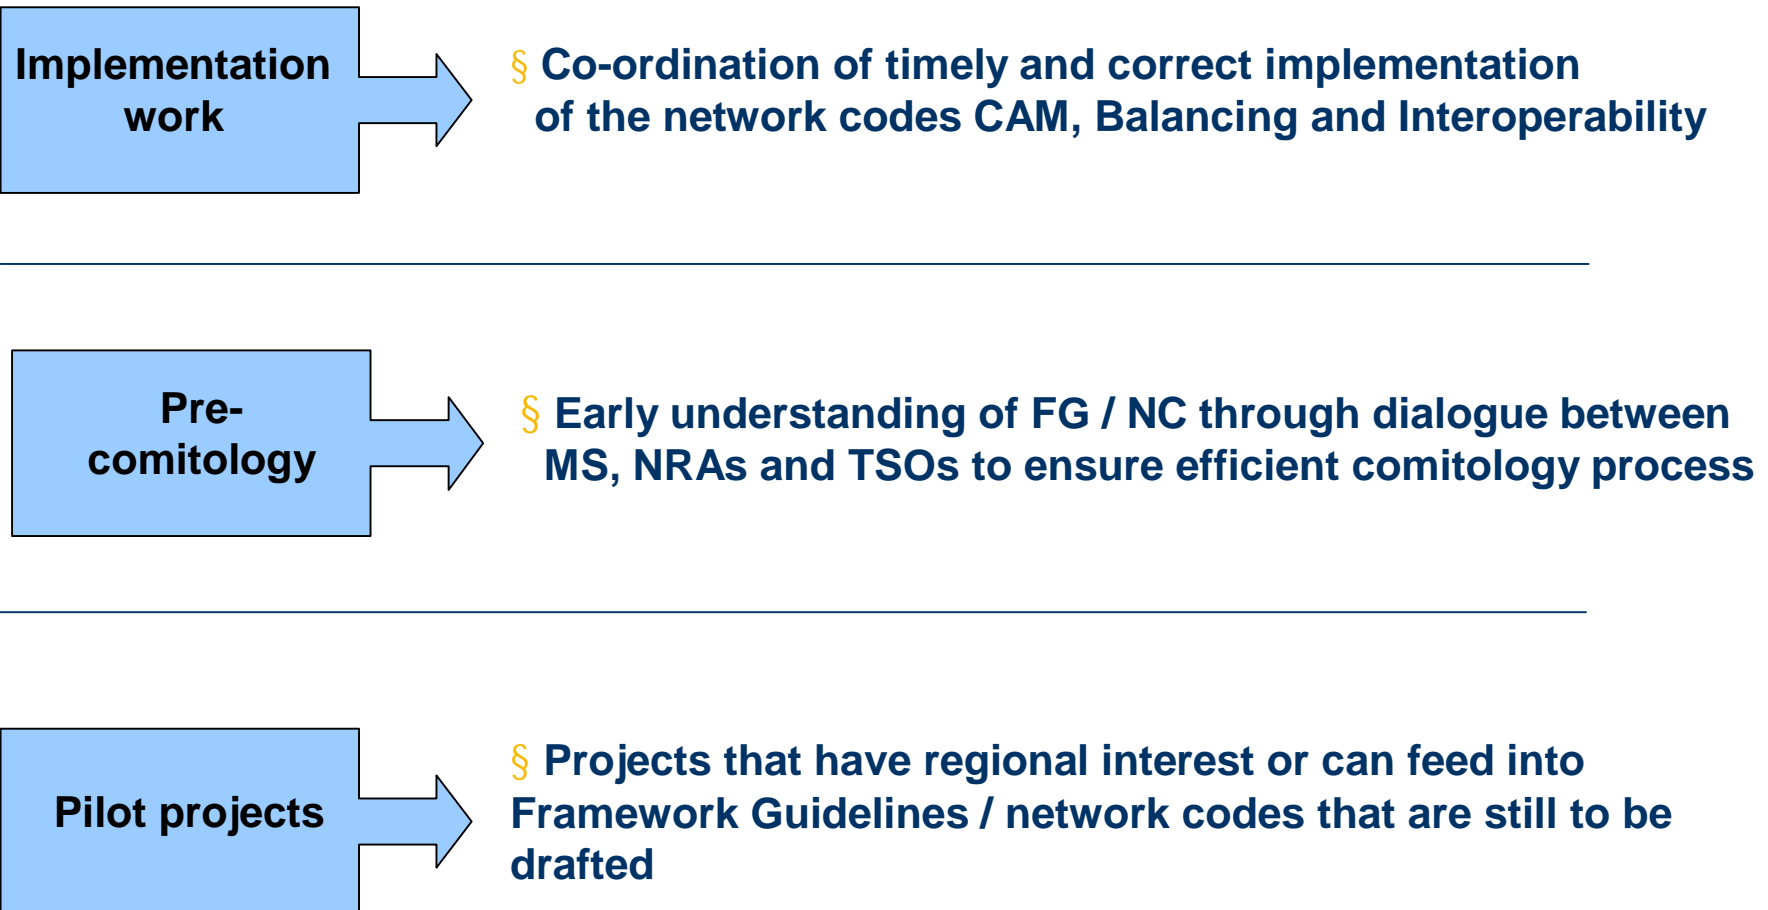 Implementation
work
§ Co-ordination of timely and correct implementation
of the network codes CAM, Balancing and Interoperability
Pre-
comitology
§ Early understanding of FG / NC through dialogue between
MS, NRAs and TSOs to ensure efficient comitology process
Pilot projects
§ Projects that have regional interest or can feed into
Framework Guidelines / network codes that are still to be
drafted